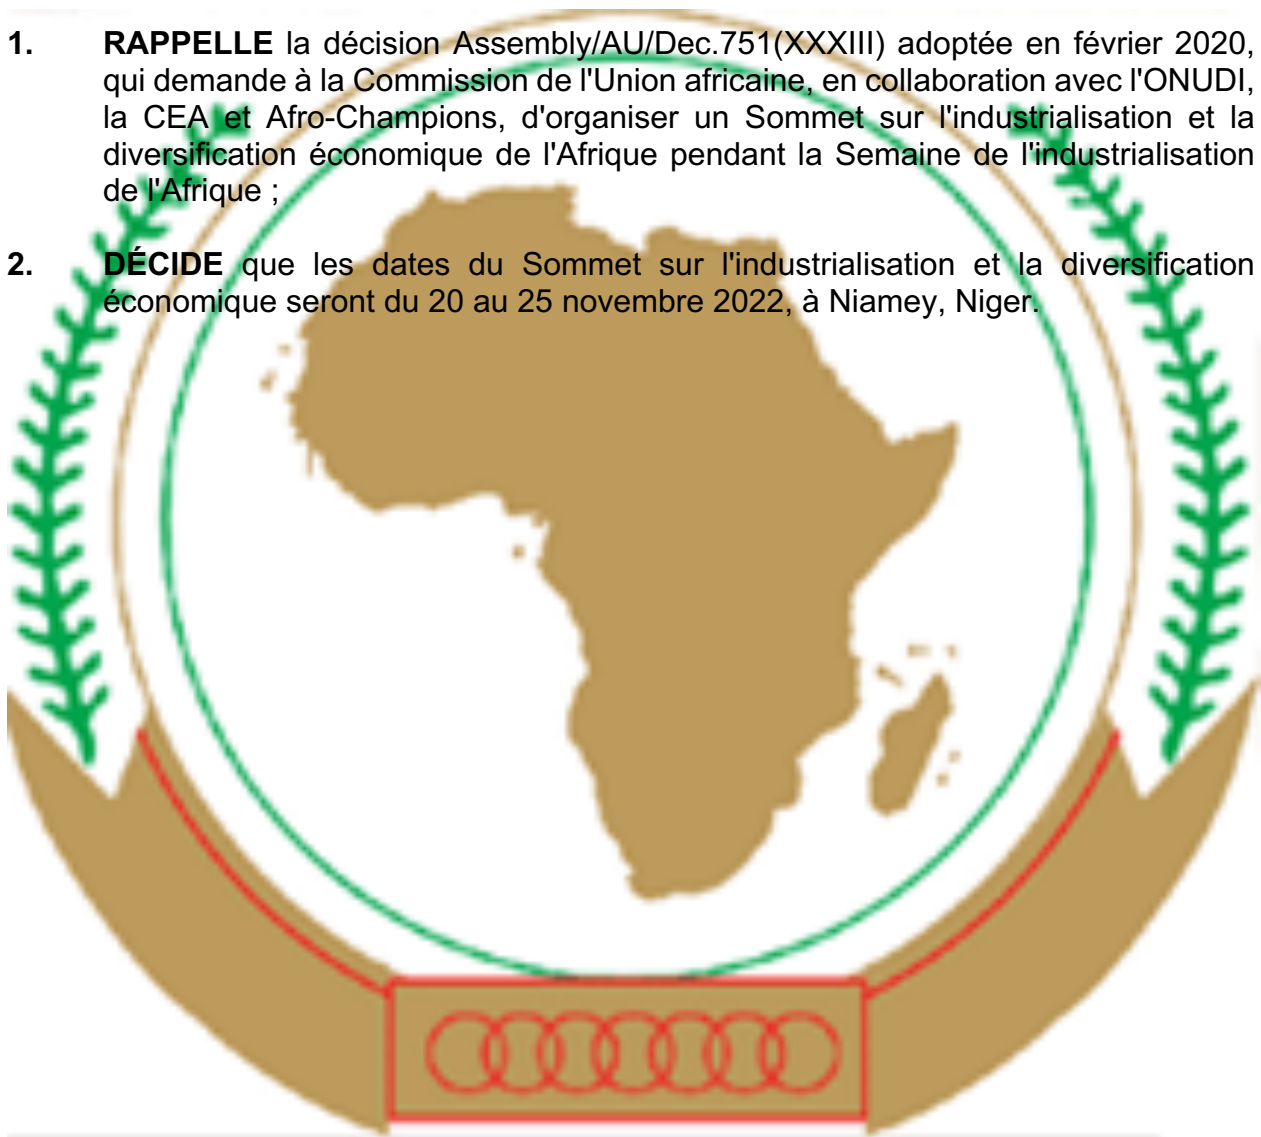 1. RAPPELLE la décision Assembly/AU/Dec.751(XXXIII) adoptée en février 2020,
qui demande à la Commission de l'Union africaine, en collaboration avec l'ONUDI,
la CEA et Afro-Champions, d'organiser un Sommet sur l'industrialisation et la
diversification économique de l'Afrique pendant la Semaine de l'industrialisation
de l'Afrique ;
2. DÉCIDE que les dates du Sommet sur l'industrialisation et la diversification
économique seront du 20 au 25 novembre 2022, à Niamey, Niger.